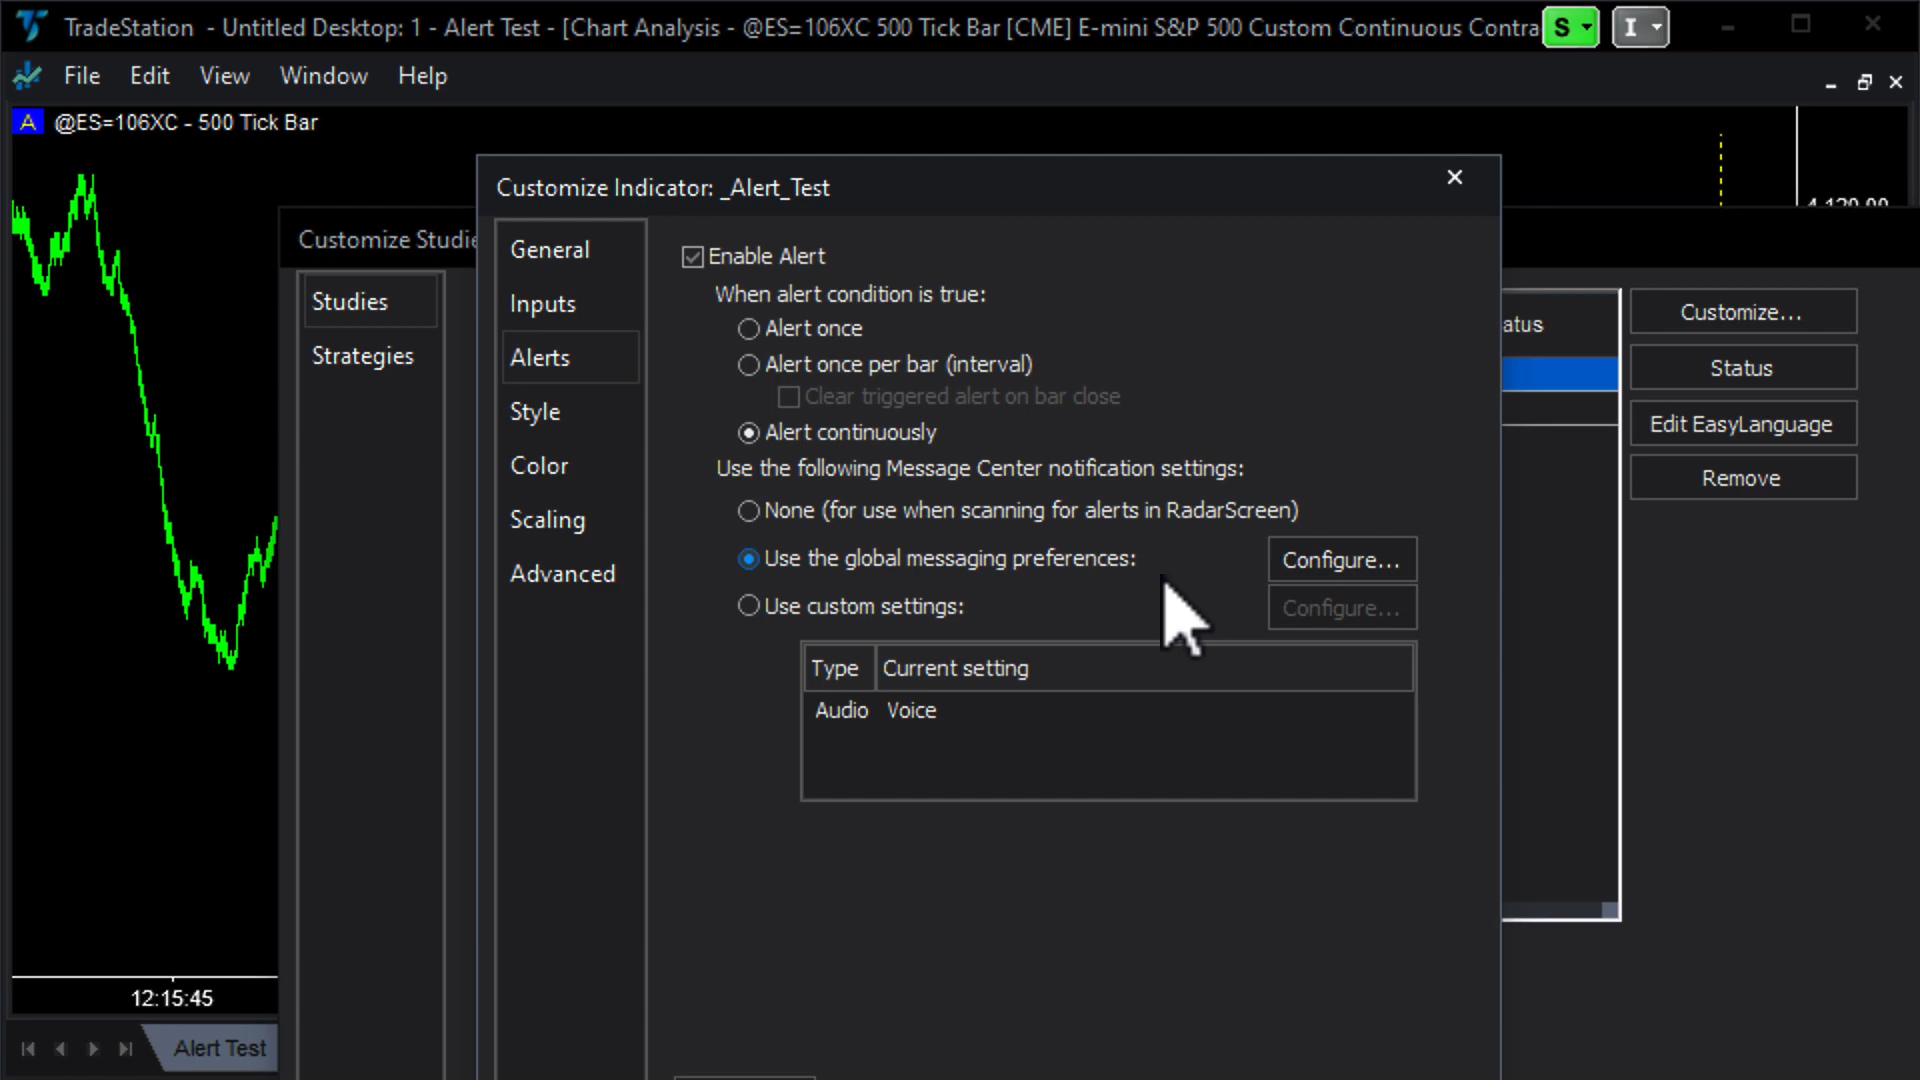 TradeStation - Untitled Desktop: 1 - Alert Test - [Chart Analysis - @ES=106XC 500 Tick Bar [CME] E-mini S&P 500 Custom Continuous Contra
S
I
File Edit View Window Help
A @ES=106XC - 500 Tick Bar
Customize Indicator: _Alert_Test
Customize Studie
Studies
Strategies
General
Inputs
Alerts
Style
Color
Scaling
Advanced
Enable Alert
When alert condition is true:
Alert once
Alert once per bar (interval)
Clear triggered alert on bar close
Alert continuously
Use the following Message Center notification settings:
None (for use when scanning for alerts in RadarScreen)
Use the global messaging preferences: Configure...
Use custom settings: Configure...
Type Current setting
Audio Voice
atus
Customize...
Status
Edit EasyLanguage
Remove
12:15:45
Alert Test